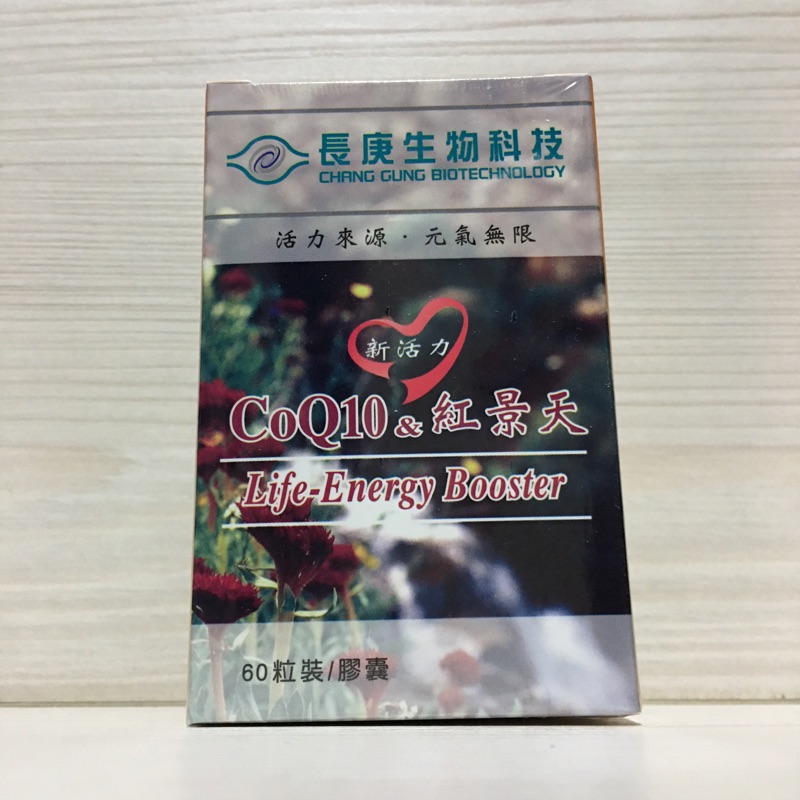 長庚生物科技
CHANG GUNG BIOTECHNOLOGY
活力來源·元氣無限
新活力
CoQ10 & 紅景天
Life-Energy Booster
60粒裝/膠囊